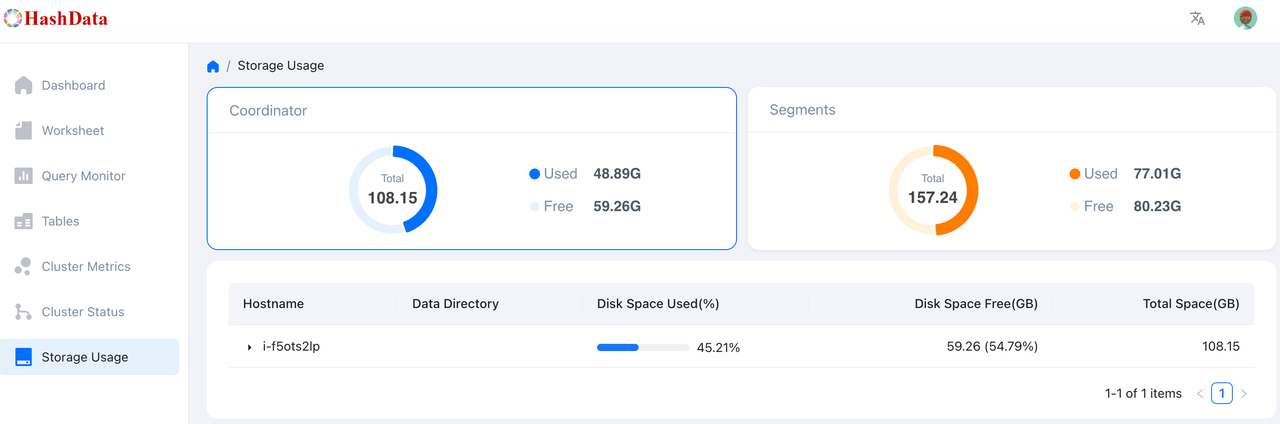 HashData
Dashboard
Worksheet
Query Monitor
Tables
Cluster Metrics
Cluster Status
Storage Usage
/ Storage Usage
Coordinator
Total
108.15
Used 48.89G
Free 59.26G
Segments
Total
157.24
Used 77.01G
Free 80.23G
Hostname Data Directory Disk Space Used(%) Disk Space Free(GB) Total Space(GB)
i-f5ots2lp 45.21% 59.26 (54.79%) 108.15
1-1 of 1 items < 1 >